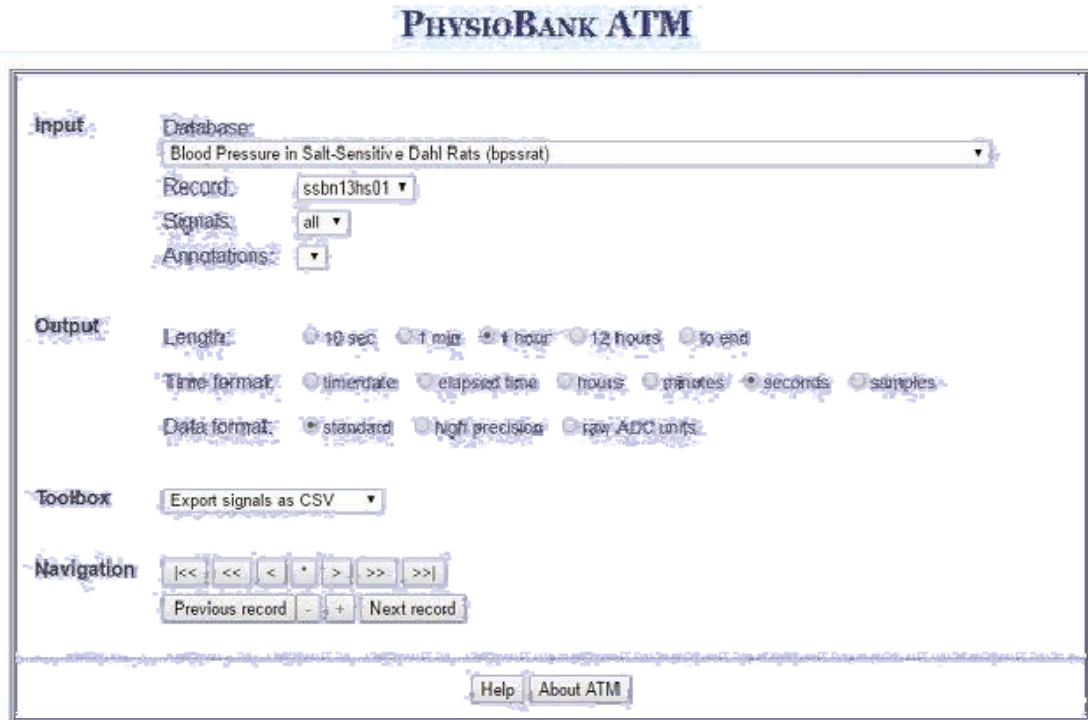 PHYSIOBANK ATM
Input
Database:
Blood Pressure in Salt-Sensitive Dahl Rats (bpssrat)
Record: ssbn13hs01
Signals: all
Annotations:
Output
Length: 10 sec 1 min 1 hour 12 hours to end
Time format: time/date elapsed time hours minutes seconds samples
Data format: standard high precision raw ADC units
Toolbox Export signals as CSV
Navigation |<< << < * > >> >>|
Previous record - + Next record
Help About ATM